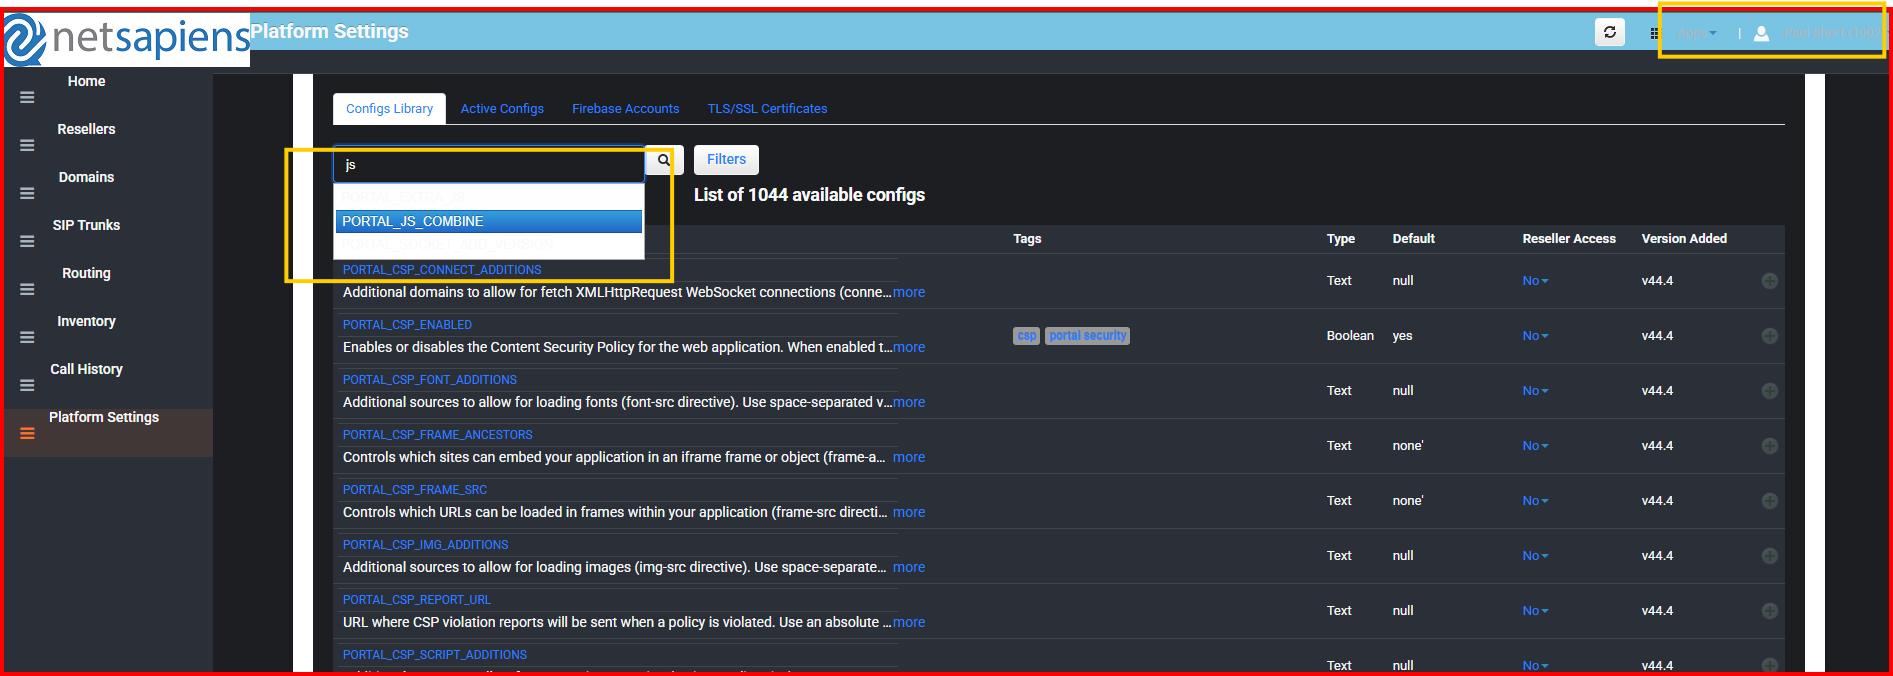 netsapiens
Platform Settings
Apps
|
Home
Resellers
Domains
SIP Trunks
Routing
Inventory
Call History
Platform Settings
Configs Library
Active Configs
Firebase Accounts
TLS/SSL Certificates
js
Filters
PORTAL_EXTRA_JS
PORTAL_JS_COMBINE
PORTAL_SOCKET_ADD_VERSION
List of 1044 available configs
Tags
Type
Default
Reseller Access
Version Added
PORTAL_CSP_CONNECT_ADDITIONS
Additional domains to allow for fetch XMLHttpRequest WebSocket connections (conne...more
Text
null
No
v44.4
PORTAL_CSP_ENABLED
Enables or disables the Content Security Policy for the web application. When enabled t...more
csp
portal security
Boolean
yes
No
v44.4
PORTAL_CSP_FONT_ADDITIONS
Additional sources to allow for loading fonts (font-src directive). Use space-separated v...more
Text
null
No
v44.4
PORTAL_CSP_FRAME_ANCESTORS
Controls which sites can embed your application in an iframe frame or object (frame-a... more
Text
none'
No
v44.4
PORTAL_CSP_FRAME_SRC
Controls which URLs can be loaded in frames within your application (frame-src directi... more
Text
none'
No
v44.4
PORTAL_CSP_IMG_ADDITIONS
Additional sources to allow for loading images (img-src directive). Use space-separate... more
Text
null
No
v44.4
PORTAL_CSP_REPORT_URL
URL where CSP violation reports will be sent when a policy is violated. Use an absolute ...more
Text
null
No
v44.4
PORTAL_CSP_SCRIPT_ADDITIONS
Text
null
No
v44.4